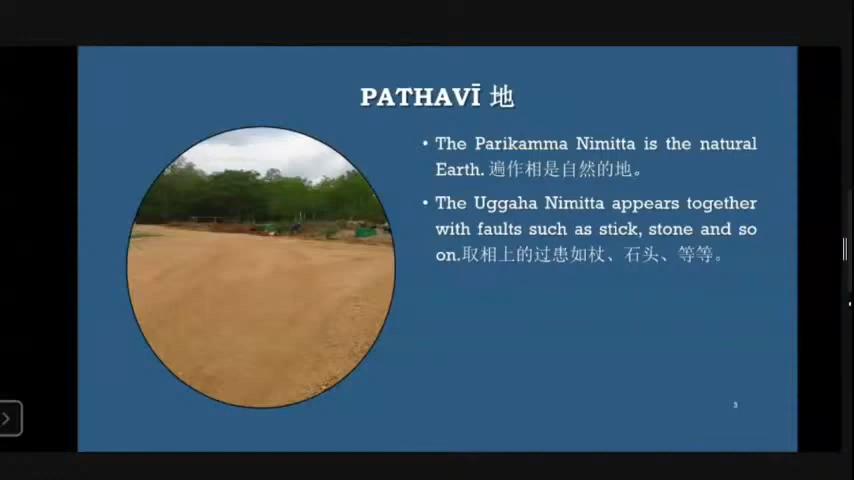 PATHAVĪ 地
• The Parikamma Nimitta is the natural
Earth. 遍作相是自然的地。
• The Uggaha Nimitta appears together
with faults such as stick, stone and so
on.取相上的过患如杖、石头、等等。
3